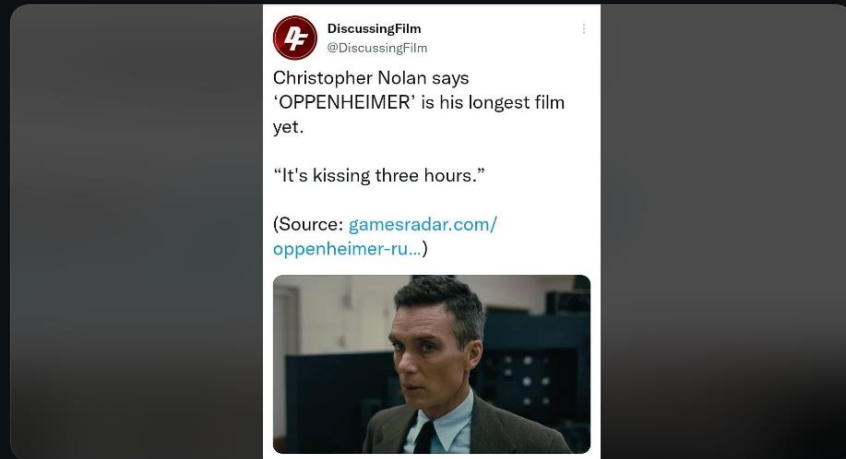 DiscussingFilm
@DiscussingFilm
Christopher Nolan says
‘OPPENHEIMER’ is his longest film
yet.
“It's kissing three hours.”
(Source: gamesradar.com/
oppenheimer-ru...)